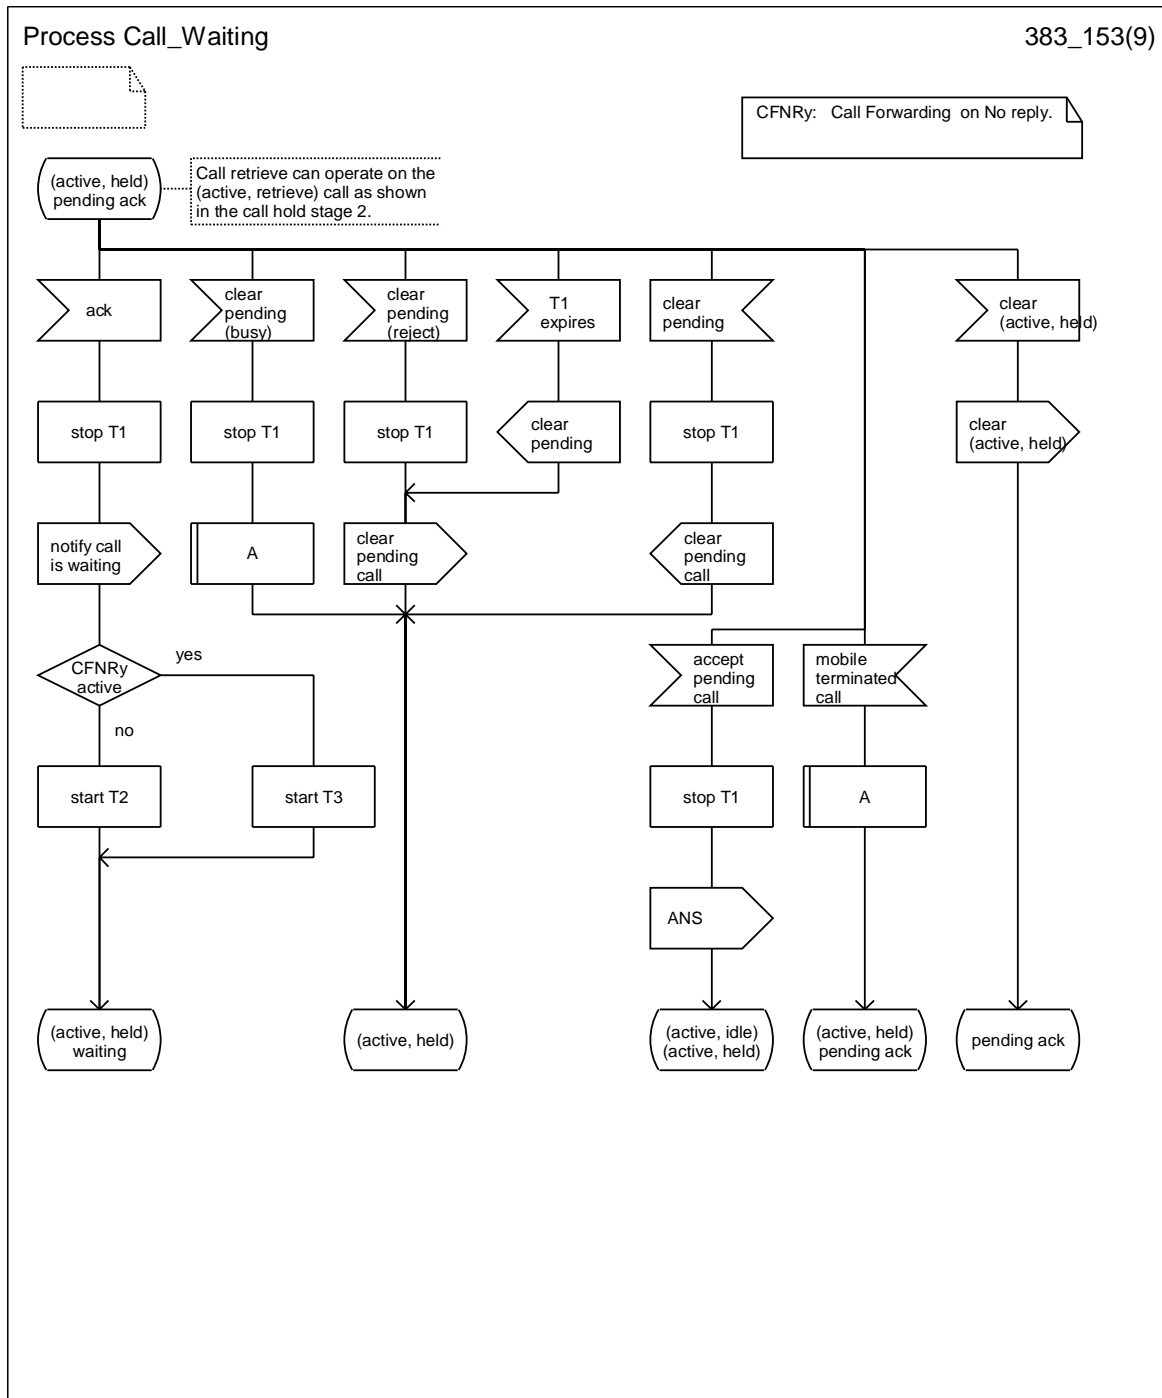 Process Call_Waiting
383_153(9)
CFNRy: Call Forwarding on No reply.
(active, held)
pending ack
Call retrieve can operate on the
(active, retrieve) call as shown
in the call hold stage 2.
ack
clear
pending
(busy)
clear
pending
(reject)
T1
expires
clear
pending
clear
(active, held)
stop T1
stop T1
stop T1
clear
pending
stop T1
clear
(active, held)
notify call
is waiting
A
clear
pending
call
clear
pending
call
CFNRy
active
yes
no
accept
pending
call
mobile
terminated
call
start T2
start T3
stop T1
A
ANS
(active, held)
waiting
(active, held)
(active, idle)
(active, held)
(active, held)
pending ack
pending ack